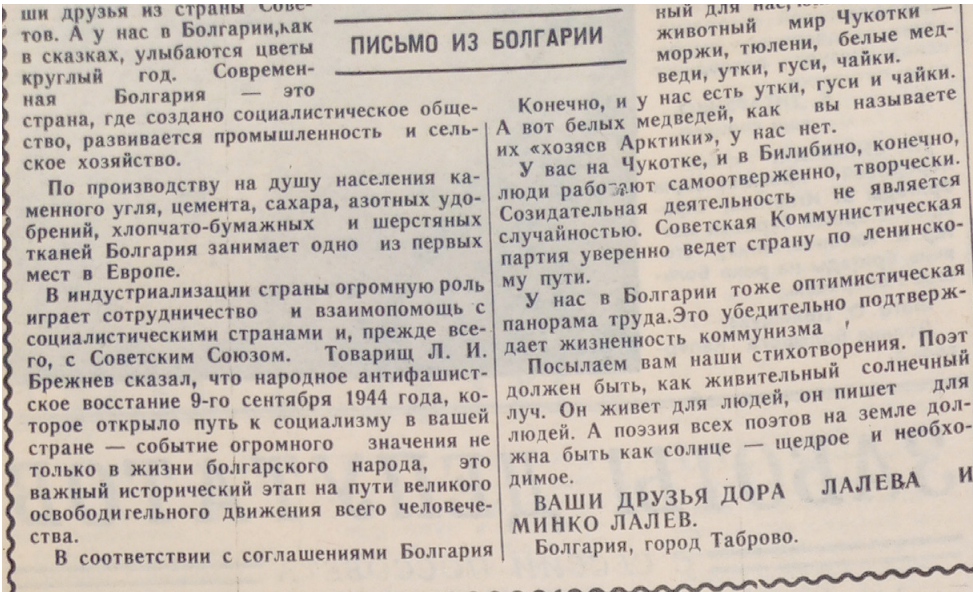 ши друзья из страны Сове-
тов. А у нас в Болгарии,как
в сказках, улыбаются цветы
круглый год. Современ-
ная Болгария — это
страна, где создано социалистическое обще-
ство, развивается промышленность и сель-
ское хозяйство.
По производству на душу населения ка-
менного угля, цемента, сахара, азотных удо-
брений, хлопчато-бумажных и шерстяных
тканей Болгария занимает одно из первых
мест в Европе.
В индустриализации страны огромную роль
играет сотрудничество и взаимопомощь с
социалистическими странами и, прежде все-
го, с Советским Союзом. Товарищ Л. И.
Брежнев сказал, что народное антифашист-
ское восстание 9-го сентября 1944 года, ко-
торое открыло путь к социализму в вашей
стране — событие огромного значения не
только в жизни болгарского народа, это
важный исторический этап на пути великого
освободительного движения всего человече-
ства.
В соответствии с соглашениями Болгария
ПИСЬМО ИЗ БОЛГАРИИ
ный для нас,
животный мир Чукотки —
моржи, тюлени, белые мед-
веди, утки, гуси, чайки.
Конечно, и у нас есть утки, гуси и чайки.
А вот белых медведей, как вы называете
их «хозяев Арктики», у нас нет.
У вас на Чукотке, и в Билибино, конечно,
люди работают самоотверженно, творчески.
Созидательная деятельность не является
случайностью. Советская Коммунистическая
партия уверенно ведет страну по ленинско-
му пути.
У нас в Болгарии тоже оптимистическая
панорама труда.Это убедительно подтверж-
дает жизненность коммунизма
Посылаем вам наши стихотворения. Поэт
должен быть, как живительный солнечный
луч. Он живет для людей, он пишет для
людей. А поэзия всех поэтов на земле дол-
жна быть как солнце — щедрое и необхо-
димое.
ВАШИ ДРУЗЬЯ ДОРА ЛАЛЕВА И
МИНКО ЛАЛЕВ.
Болгария, город Таброво.